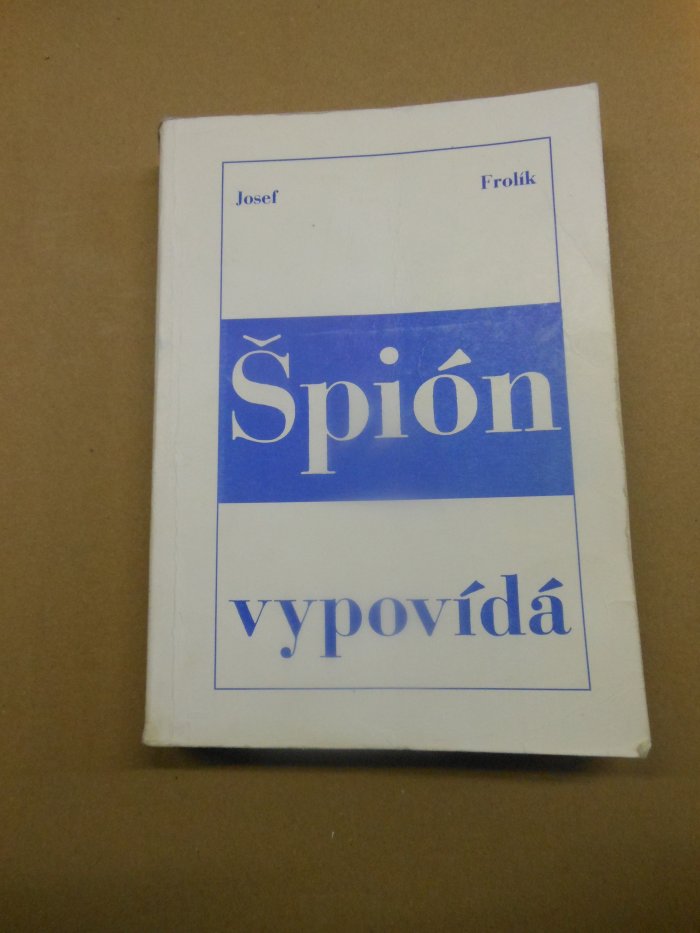 Josef Frolík
Špión
vypovídá